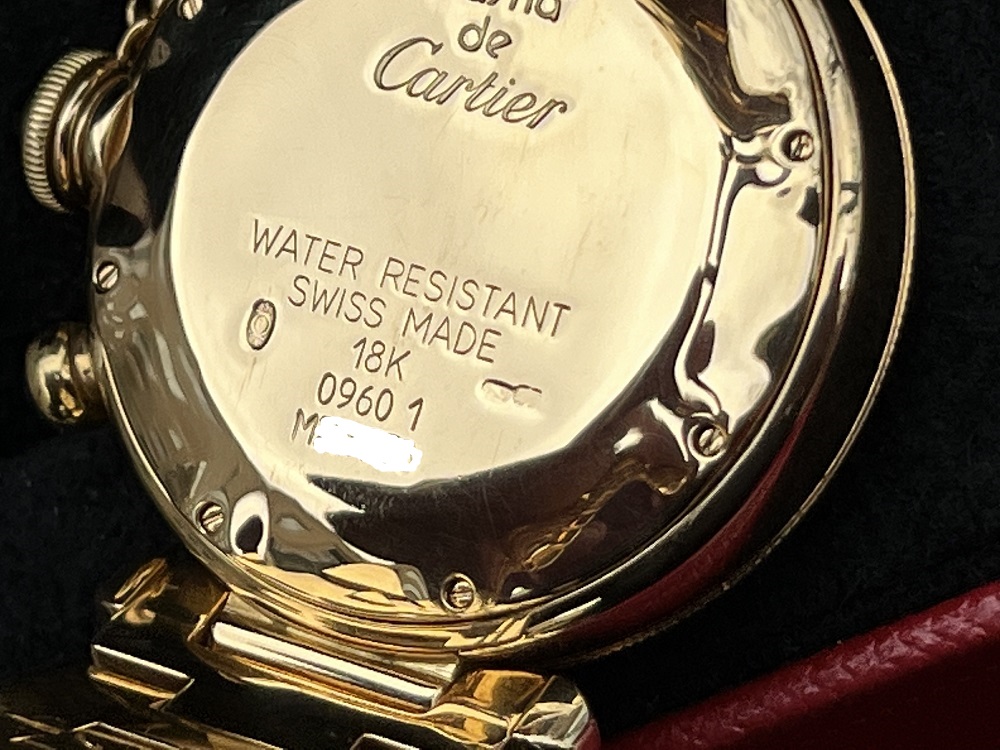 de
Cartier
WATER RESISTANT
SWISS MADE
18K
0960 1
M